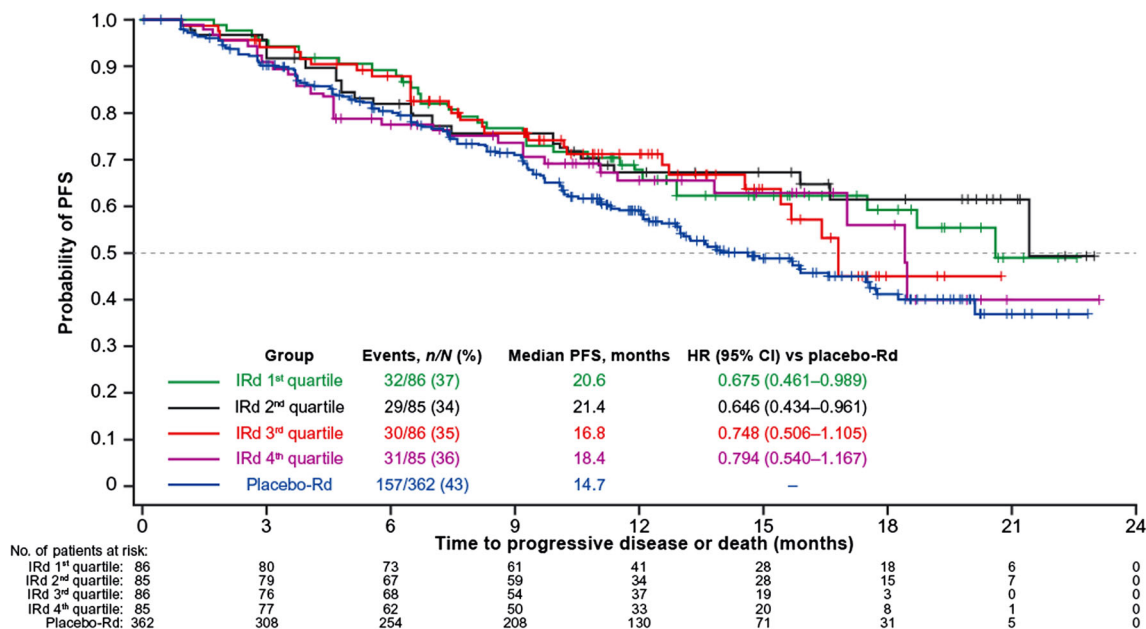 1.0
0.9
0.8
0.7
0.6
0.5
0.4
0.3
0.2
0.1
0
Probability of PFS
Group Events, n/N (%) Median PFS, months HR (95% CI) vs placebo-Rd
IRd 1st quartile 32/86 (37) 20.6 0.675 (0.461–0.989)
IRd 2nd quartile 29/85 (34) 21.4 0.646 (0.434–0.961)
IRd 3rd quartile 30/86 (35) 16.8 0.748 (0.506–1.105)
IRd 4th quartile 31/85 (36) 18.4 0.794 (0.540–1.167)
Placebo-Rd 157/362 (43) 14.7 –
0 3 6 9 12 15 18 21 24
Time to progressive disease or death (months)
No. of patients at risk:
IRd 1st quartile: 86 80 73 61 41 28 18 6 0
IRd 2nd quartile: 85 79 67 59 34 28 15 7 0
IRd 3rd quartile: 86 76 68 54 37 19 3 0 0
IRd 4th quartile: 85 77 62 50 33 20 8 1 0
Placebo-Rd: 362 308 254 208 130 71 31 5 0